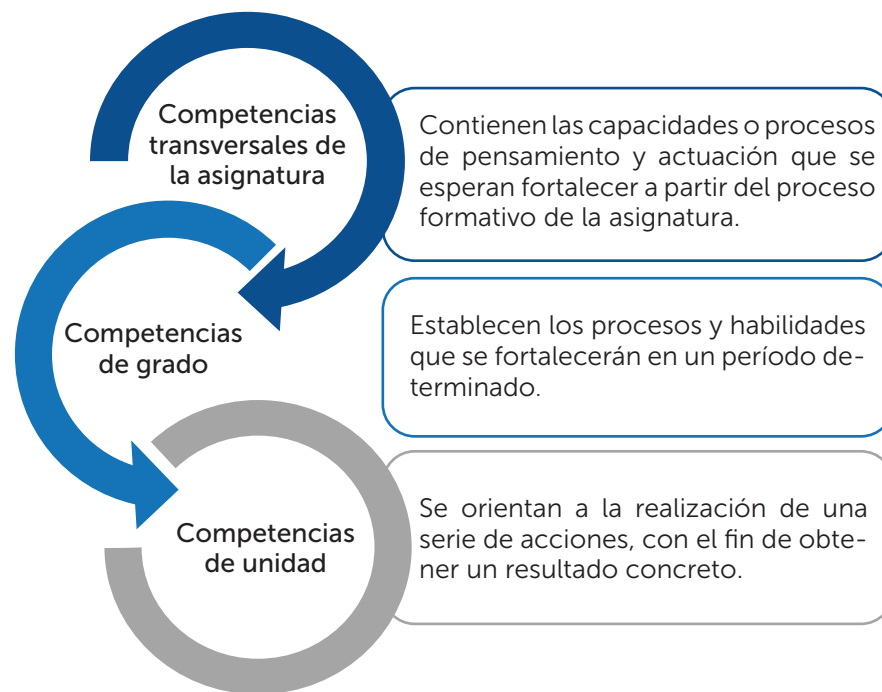 Competencias
transversales de
la asignatura
Contienen las capacidades o procesos
de pensamiento y actuación que se
esperan fortalecer a partir del proceso
formativo de la asignatura.
Competencias
de grado
Establecen los procesos y habilidades
que se fortalecerán en un período de-
terminado.
Competencias
de unidad
Se orientan a la realización de una
serie de acciones, con el fin de obte-
ner un resultado concreto.